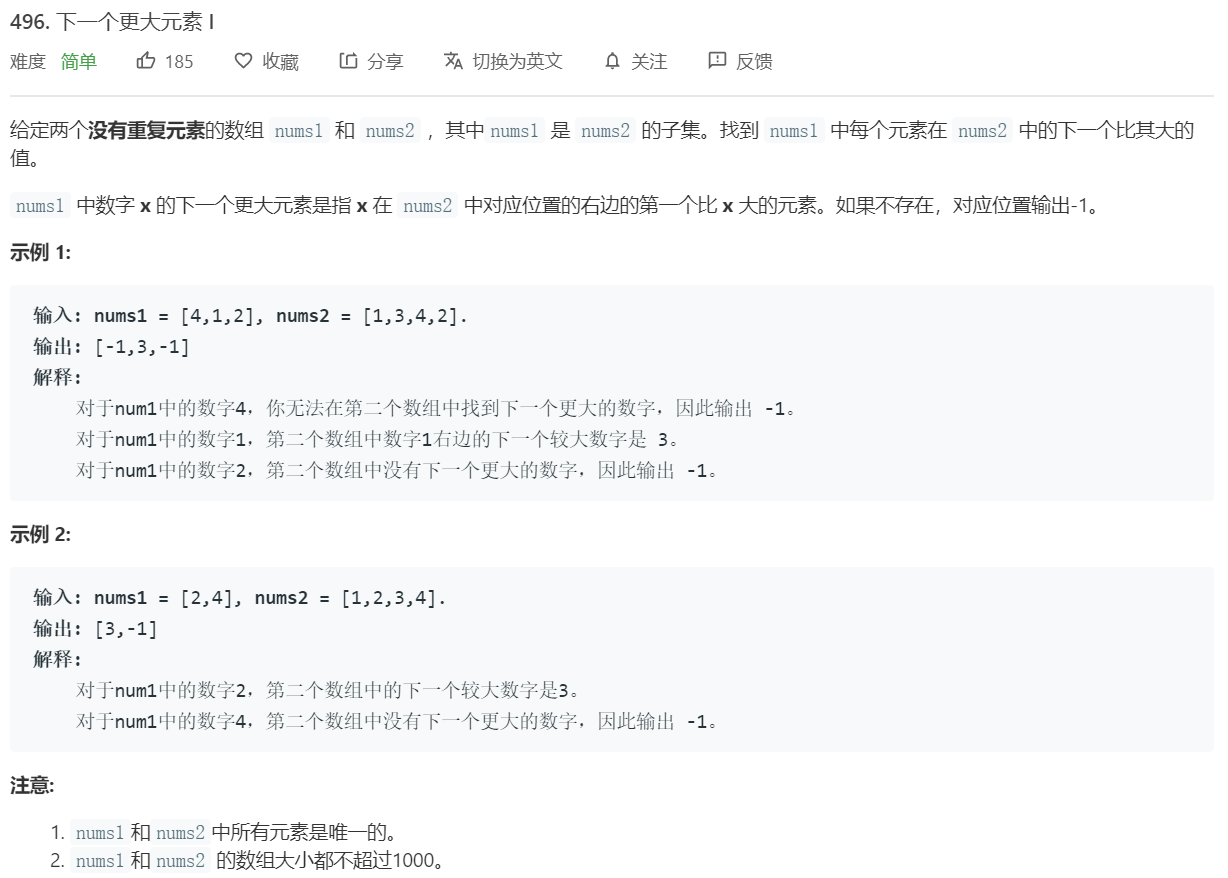 496. 下一个更大元素 I
难度 简单 185 收藏 分享 切换为英文 关注 反馈
给定两个没有重复元素的数组 nums1 和 nums2 ，其中 nums1 是 nums2 的子集。找到 nums1 中每个元素在 nums2 中的下一个比其大的
值。
nums1 中数字 x 的下一个更大元素是指 x 在 nums2 中对应位置的右边的第一个比 x 大的元素。如果不存在，对应位置输出-1。
示例 1:
输入: nums1 = [4,1,2], nums2 = [1,3,4,2].
输出: [-1,3,-1]
解释:
对于num1中的数字4，你无法在第二个数组中找到下一个更大的数字，因此输出 -1。
对于num1中的数字1，第二个数组中数字1右边的下一个较大数字是 3。
对于num1中的数字2，第二个数组中没有下一个更大的数字，因此输出 -1。
示例 2:
输入: nums1 = [2,4], nums2 = [1,2,3,4].
输出: [3,-1]
解释:
对于num1中的数字2，第二个数组中的下一个较大数字是3。
对于num1中的数字4，第二个数组中没有下一个更大的数字，因此输出 -1。
注意:
1. nums1 和 nums2 中所有元素是唯一的。
2. nums1 和 nums2 的数组大小都不超过1000。